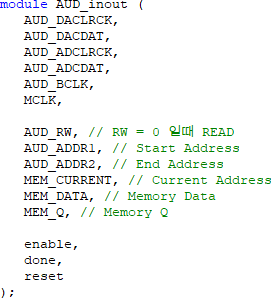 module AUD_inout (
AUD_DACLRCK,
AUD_DACDAT,
AUD_ADCLRCK,
AUD_ADCDAT,
AUD_BCLK,
MCLK,
AUD_RW, // RW = 0 일때 READ
AUD_ADDR1, // Start Address
AUD_ADDR2, // End Address
MEM_CURRENT, // Current Address
MEM_DATA, // Memory Data
MEM_Q, // Memory Q
enable,
done,
reset
);